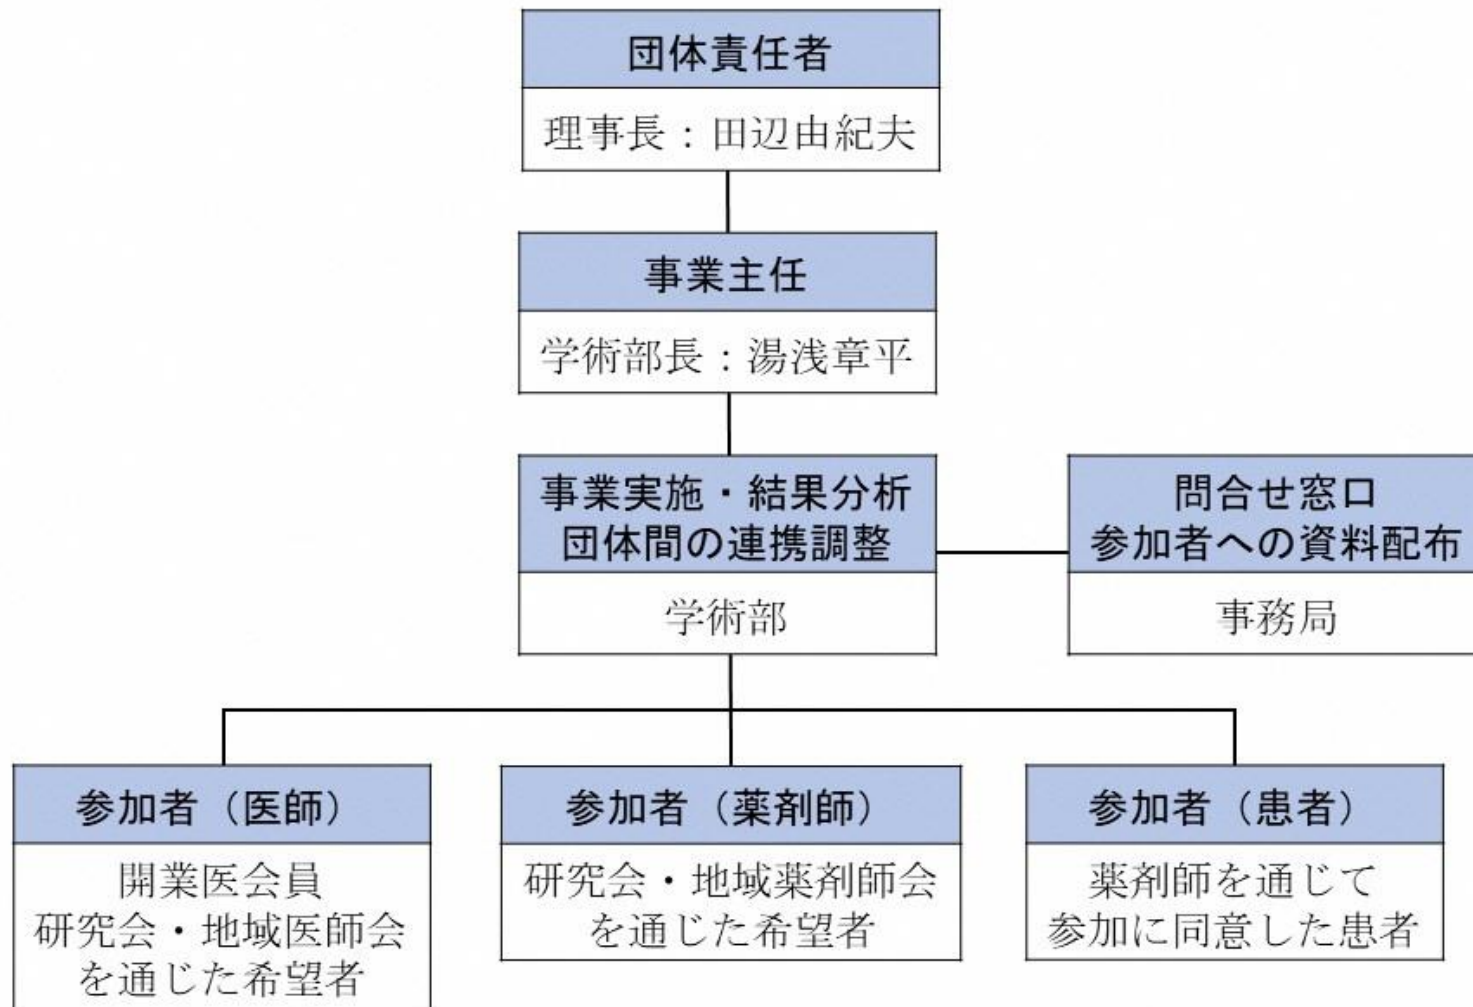 団体責任者
理事長：田辺由紀夫
事業主任
学術部長：湯浅章平
事業実施・結果分析
団体間の連携調整
学術部
問合せ窓口
参加者への資料配布
事務局
参加者（医師）
開業医会員
研究会・地域医師会
を通じた希望者
参加者（薬剤師）
研究会・地域薬剤師会
を通じた希望者
参加者（患者）
薬剤師を通じて
参加に同意した患者